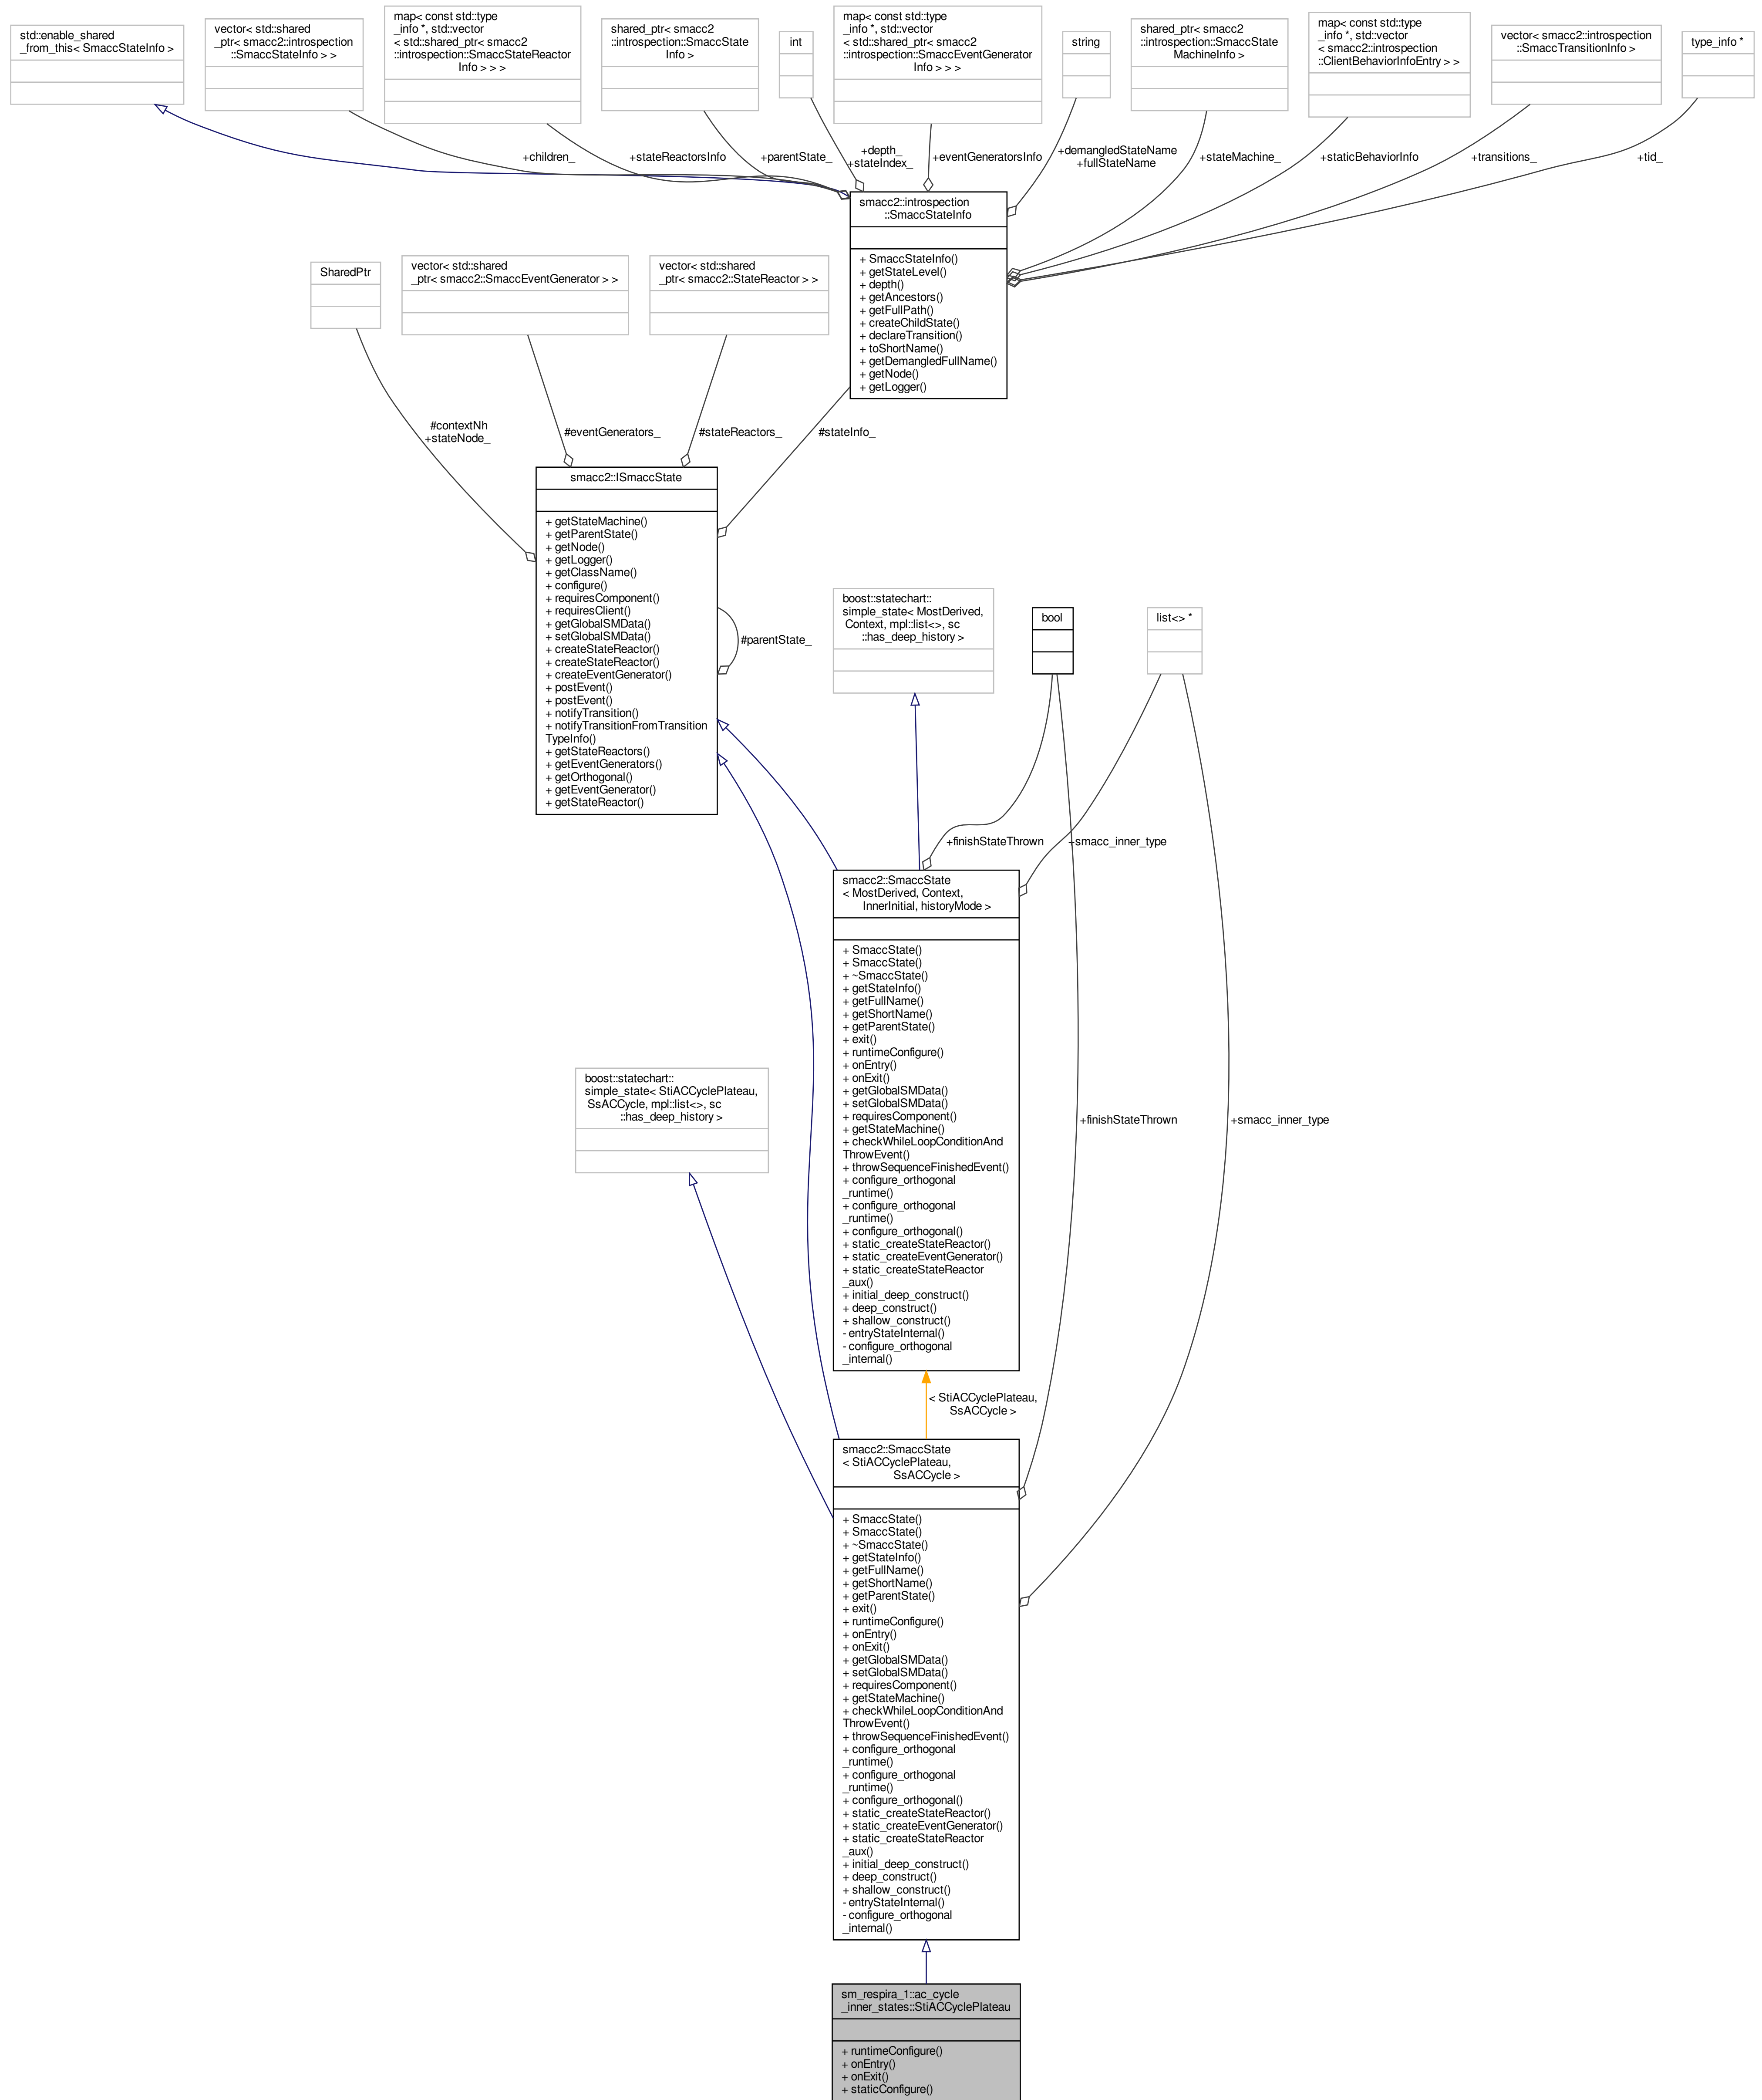 std::enable_shared
_from_this< SmaccStateInfo >
vector< std::shared
_ptr< smacc2::introspection
::SmaccStateInfo > >
map< const std::type
_info *, std::vector
< std::shared_ptr< smacc2
::introspection::SmaccStateReactor
Info > > >
shared_ptr< smacc2
::introspection::SmaccState
Info >
int
map< const std::type
_info *, std::vector
< std::shared_ptr< smacc2
::introspection::SmaccEventGenerator
Info > > >
string
shared_ptr< smacc2
::introspection::SmaccState
MachineInfo >
map< const std::type
_info *, std::vector
< smacc2::introspection
::ClientBehaviorInfoEntry > >
vector< smacc2::introspection
::SmaccTransitionInfo >
type_info *
+children_
+stateReactorsInfo
+parentState_
+depth_
+stateIndex_
+eventGeneratorsInfo
+demangledStateName
+fullStateName
+stateMachine_
+staticBehaviorInfo
+transitions_
+tid_
smacc2::introspection
::SmaccStateInfo
+ SmaccStateInfo()
+ getStateLevel()
+ depth()
+ getAncestors()
+ getFullPath()
+ createChildState()
+ declareTransition()
+ toShortName()
+ getDemangledFullName()
+ getNode()
+ getLogger()
SharedPtr
vector< std::shared
_ptr< smacc2::SmaccEventGenerator > >
vector< std::shared
_ptr< smacc2::StateReactor > >
#contextNh
+stateNode_
#eventGenerators_
#stateReactors_
#stateInfo_
smacc2::ISmaccState
+ getStateMachine()
+ getParentState()
+ getNode()
+ getLogger()
+ getClassName()
+ configure()
+ requiresComponent()
+ requiresClient()
+ getGlobalSMData()
+ setGlobalSMData()
+ createStateReactor()
+ createStateReactor()
+ createEventGenerator()
+ postEvent()
+ postEvent()
+ notifyTransition()
+ notifyTransitionFromTransition
TypeInfo()
+ getStateReactors()
+ getEventGenerators()
+ getOrthogonal()
+ getEventGenerator()
+ getStateReactor()
#parentState_
boost::statechart::
simple_state< MostDerived,
Context, mpl::list<>, sc
::has_deep_history >
bool
list<> *
+finishStateThrown
+smacc_inner_type
smacc2::SmaccState
< MostDerived, Context,
InnerInitial, historyMode >
+ SmaccState()
+ SmaccState()
+ ~SmaccState()
+ getStateInfo()
+ getFullName()
+ getShortName()
+ getParentState()
+ exit()
+ runtimeConfigure()
+ onEntry()
+ onExit()
+ getGlobalSMData()
+ setGlobalSMData()
+ requiresComponent()
+ getStateMachine()
+ checkWhileLoopConditionAnd
ThrowEvent()
+ throwSequenceFinishedEvent()
+ configure_orthogonal
_runtime()
+ configure_orthogonal
_runtime()
+ configure_orthogonal()
+ static_createStateReactor()
+ static_createEventGenerator()
+ static_createStateReactor
_aux()
+ initial_deep_construct()
+ deep_construct()
+ shallow_construct()
- entryStateInternal()
- configure_orthogonal
_internal()
boost::statechart::
simple_state< StiACCyclePlateau,
SsACCycle, mpl::list<>, sc
::has_deep_history >
+finishStateThrown
+smacc_inner_type
< StiACCyclePlateau,
SsACCycle >
smacc2::SmaccState
< StiACCyclePlateau,
SsACCycle >
+ SmaccState()
+ SmaccState()
+ ~SmaccState()
+ getStateInfo()
+ getFullName()
+ getShortName()
+ getParentState()
+ exit()
+ runtimeConfigure()
+ onEntry()
+ onExit()
+ getGlobalSMData()
+ setGlobalSMData()
+ requiresComponent()
+ getStateMachine()
+ checkWhileLoopConditionAnd
ThrowEvent()
+ throwSequenceFinishedEvent()
+ configure_orthogonal
_runtime()
+ configure_orthogonal
_runtime()
+ configure_orthogonal()
+ static_createStateReactor()
+ static_createEventGenerator()
+ static_createStateReactor
_aux()
+ initial_deep_construct()
+ deep_construct()
+ shallow_construct()
- entryStateInternal()
- configure_orthogonal
_internal()
sm_respira_1::ac_cycle
_inner_states::StiACCyclePlateau
+ runtimeConfigure()
+ onEntry()
+ onExit()
+ staticConfigure()